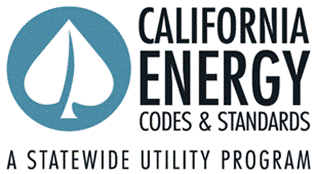 CALIFORNIA
ENERGY
CODES & STANDARDS
A STATEWIDE UTILITY PROGRAM